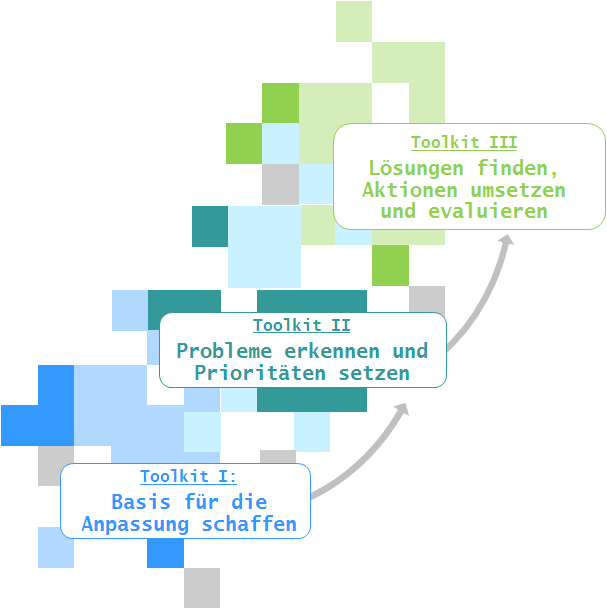 Toolkit III
Lösungen finden,
Aktionen umsetzen
und evaluieren
Toolkit II
Probleme erkennen und
Prioritäten setzen
Toolkit I:
Basis für die
Anpassung schaffen